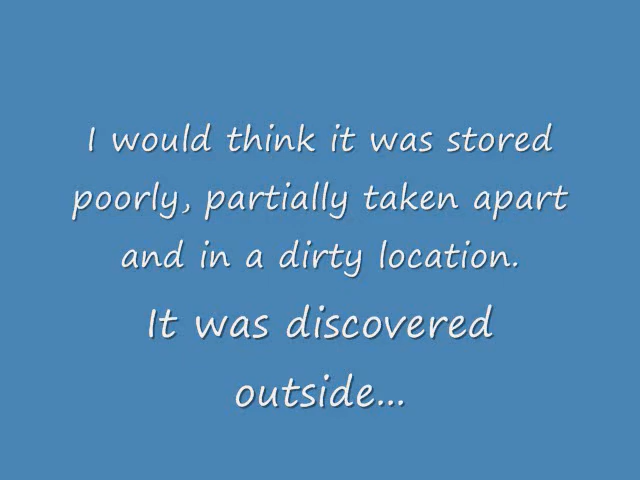 I would think it was stored
poorly, partially taken apart
and in a dirty location.
It was discovered
outside...